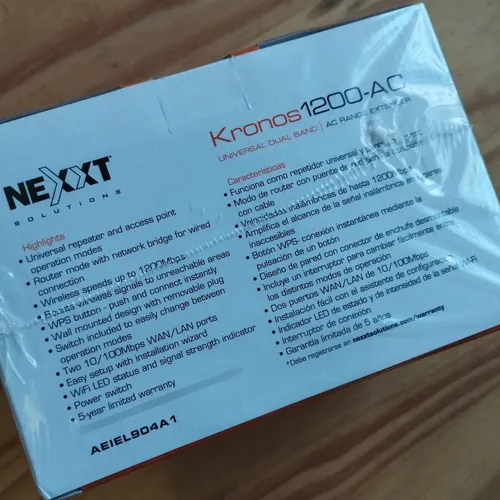 NEXXT
SOLUTIONS
Kronos1200-AC
UNIVERSAL DUAL BAND | AC RANGE EXTENDER
Highlights
• Universal repeater and access point
operation modes
• Router mode with network bridge for wired
connection
• Wireless speeds up to 1200Mbps
• Routes wireless signals to unreachable areas
• WPS button - push and connect instantly
• Wall mounted design with removable plug
• Switch included to easily change between
operation modes
• Two 10/100Mbps WAN/LAN ports
• Easy setup with installation wizard
• WiFi LED status and signal strength indicator
• Power switch
• 5-year limited warranty
AEIEL904A1
Características
• Funciona como repetidor universal y
• Modo de router con puente de red para la conexión
con cable
• Velocidades inalámbricas de hasta 1200Mbps
• Amplifica el alcance de la señal inalámbrica en
inaccesibles
• Botón WPS- conexión instantánea mediante la
pulsación de un botón
• Diseño de pared con conector de enchufe desmontable
• Incluye un interruptor para cambiar fácilmente entre
los distintos modos de operación
• Dos puertos WAN/LAN de 10/100Mbps
• Instalación fácil con el asistente de configuración
• Indicador LED de estado y de intensidad de la señal WiFi
• Interruptor de conexión
• Garantía limitada de 5 años
*Debe registrarse en nexxtsolutions.com/warranty